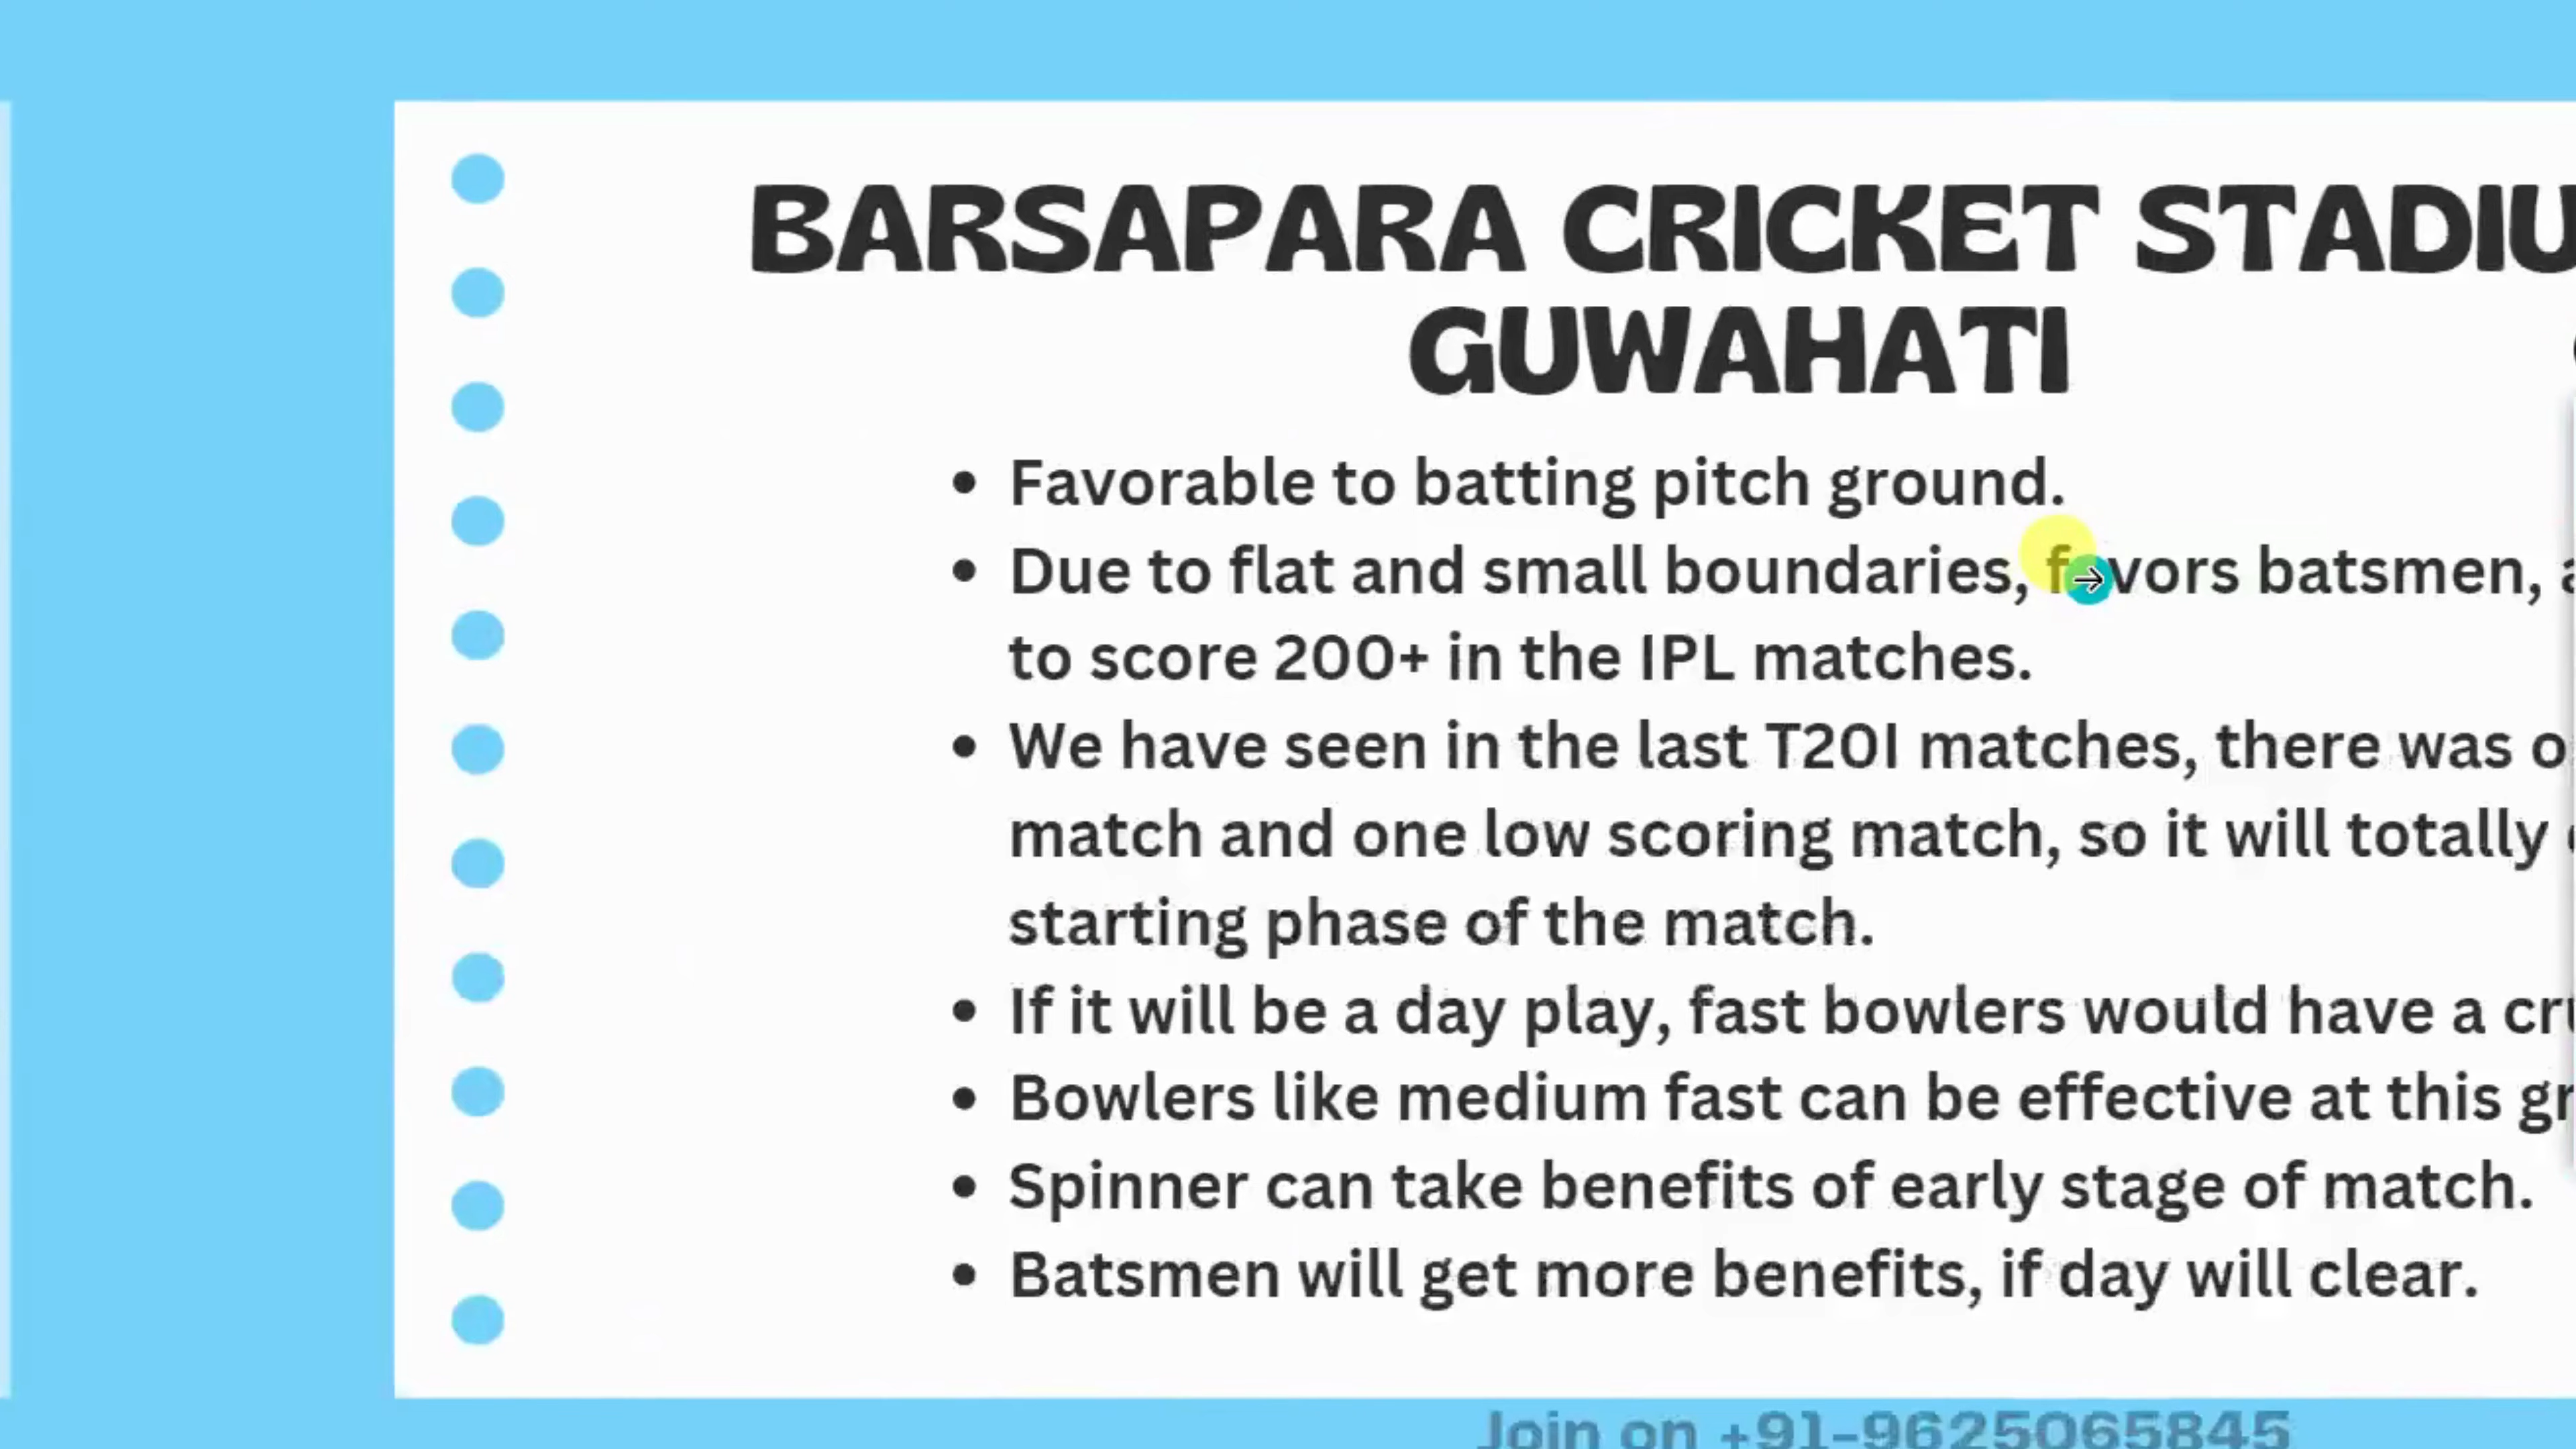 BARSAPARA CRICKET STADIU
GUWAHATI
• Favorable to batting pitch ground.
• Due to flat and small boundaries, favors batsmen,
to score 200+ in the IPL matches.
• We have seen in the last T20I matches, there was
match and one low scoring match, so it will totally
starting phase of the match.
• If it will be a day play, fast bowlers would have a
• Bowlers like medium fast can be effective at this
• Spinner can take benefits of early stage of match.
• Batsmen will get more benefits, if day will clear.
Join on +91-9625065845